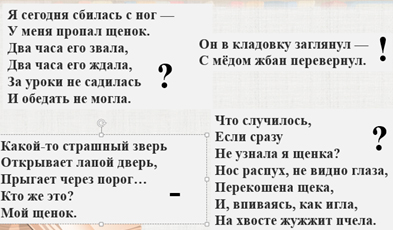 Я сегодня сбилась с ног —
У меня пропал щенок.
Два часа его звала,
Два часа его ждала,
За уроки не садилась
И обедать не могла.
?
Он в кладовку заглянул —
С мёдом жбан перевернул.
!
Какой-то страшный зверь
Открывает лапой дверь,
Прыгает через порог…
Кто же это?
Мой щенок.
-
Что случилось,
Если сразу
Не узнала я щенка?
Нос распух, не видно глаза,
Перекошена щека,
И, впиваясь, как игла,
На хвосте жужжит пчела.
?